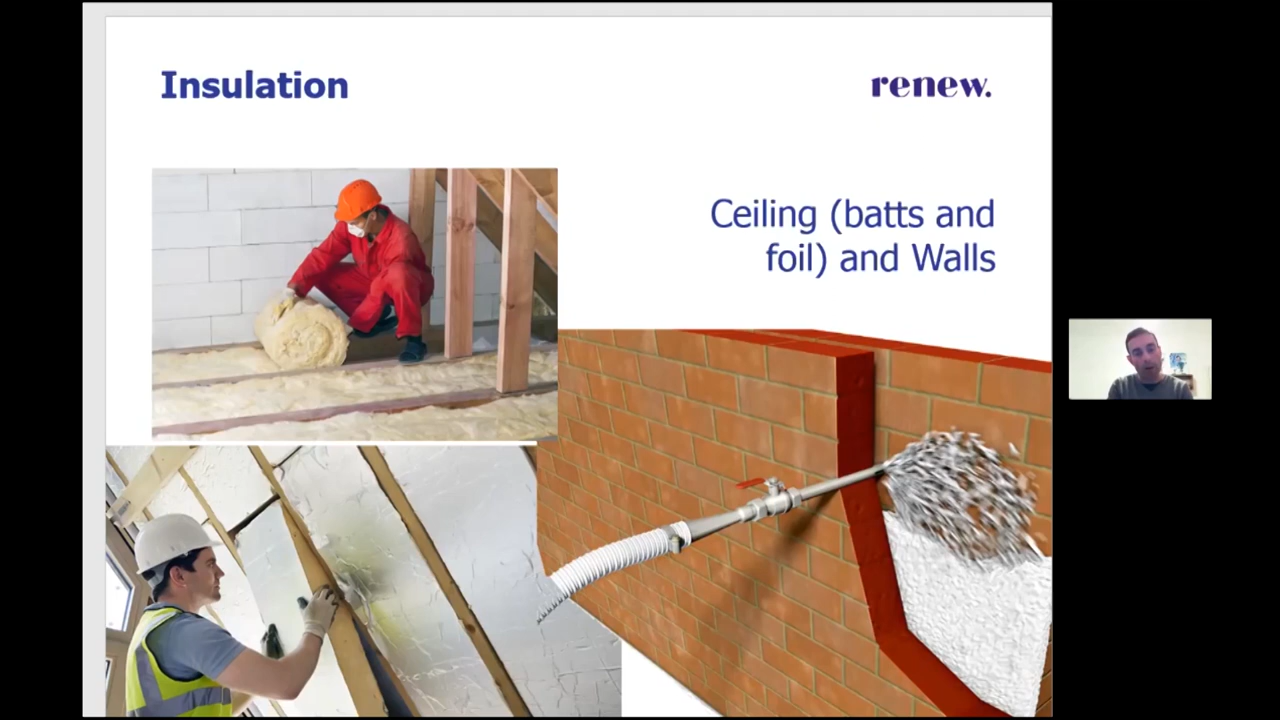 Insulation
renew.
Ceiling (batts and
foil) and Walls